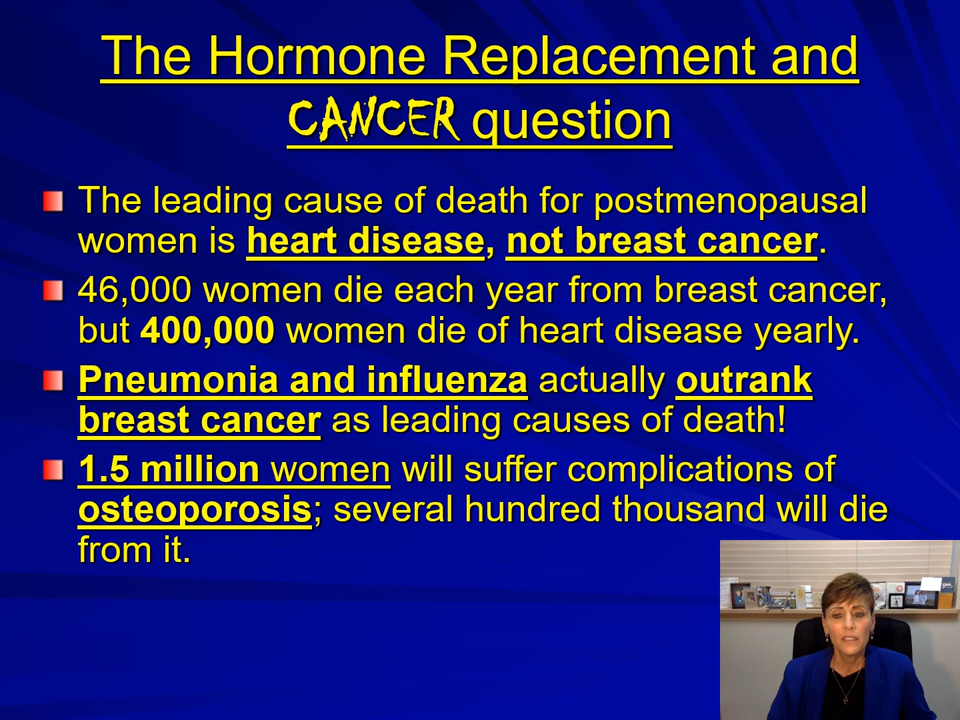 The Hormone Replacement and
CANCER question
The leading cause of death for postmenopausal
women is heart disease, not breast cancer.
46,000 women die each year from breast cancer,
but 400,000 women die of heart disease yearly.
Pneumonia and influenza actually outrank
breast cancer as leading causes of death!
1.5 million women will suffer complications of
osteoporosis; several hundred thousand will die
from it.